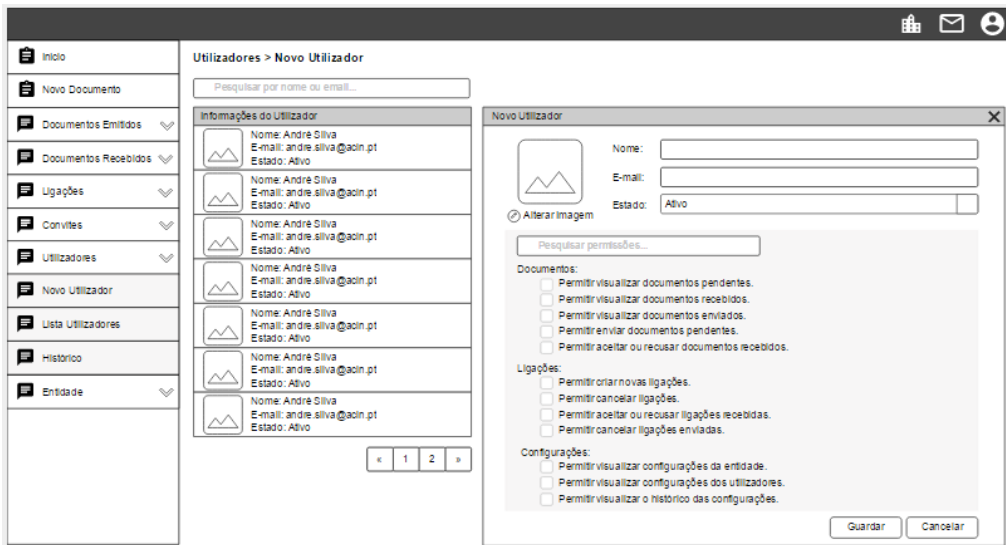 Início
Novo Documento
Documentos Emitidos
Documentos Recebidos
Ligações
Convites
Utilizadores
Novo Utilizador
Lista Utilizadores
Histórico
Entidade
Utilizadores > Novo Utilizador
Pesquisar por nome ou email...
Informações do Utilizador
Nome: André Silva
E-mail: andre.silva@acin.pt
Estado: Ativo
Nome: André Silva
E-mail: andre.silva@acin.pt
Estado: Ativo
Nome: André Silva
E-mail: andre.silva@acin.pt
Estado: Ativo
Nome: André Silva
E-mail: andre.silva@acin.pt
Estado: Ativo
Nome: André Silva
E-mail: andre.silva@acin.pt
Estado: Ativo
Nome: André Silva
E-mail: andre.silva@acin.pt
Estado: Ativo
Nome: André Silva
E-mail: andre.silva@acin.pt
Estado: Ativo
« 1 2 »
Novo Utilizador
Nome:
E-mail:
Estado: Ativo
Alterar Imagem
Pesquisar permissões...
Documentos:
Permitir visualizar documentos pendentes.
Permitir visualizar documentos recebidos.
Permitir visualizar documentos enviados.
Permitir enviar documentos pendentes.
Permitir aceitar ou recusar documentos recebidos.
Ligações:
Permitir criar novas ligações.
Permitir cancelar ligações.
Permitir aceitar ou recusar ligações recebidas.
Permitir cancelar ligações enviadas.
Configurações:
Permitir visualizar configurações da entidade.
Permitir visualizar configurações dos utilizadores.
Permitir visualizar o histórico das configurações.
Guardar Cancelar